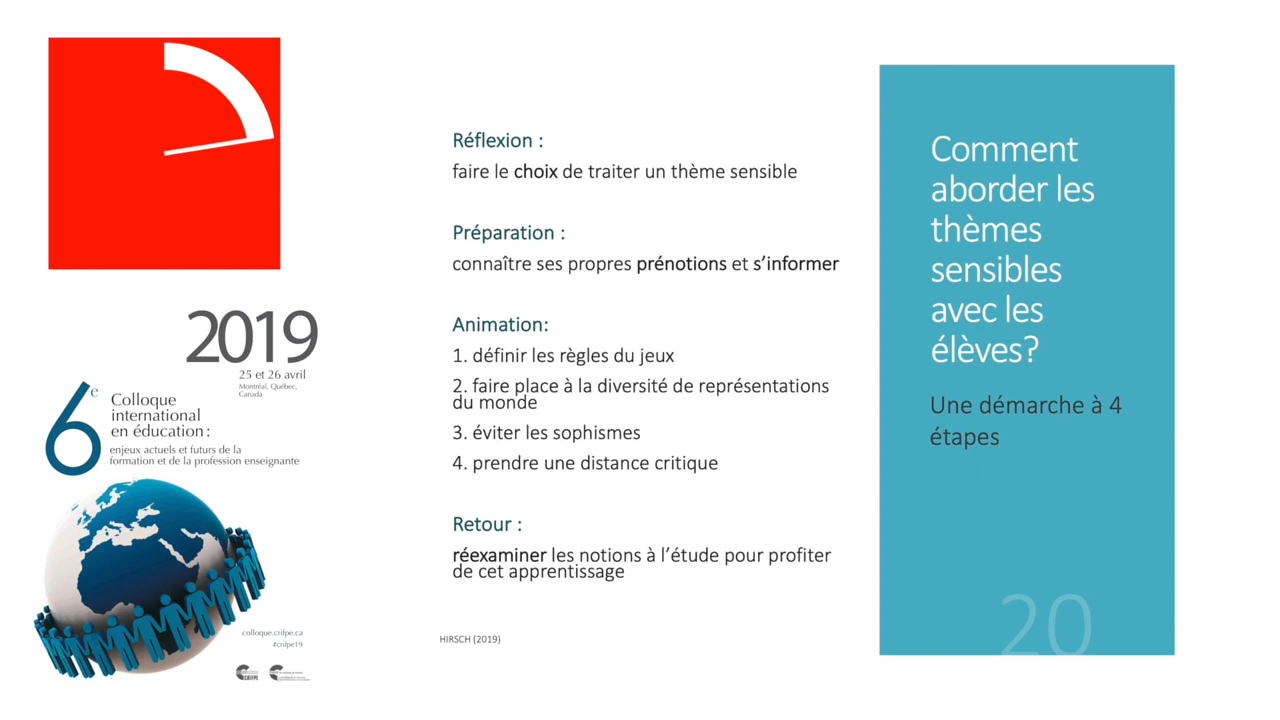 2019
25 et 26 avril
Montréal, Québec,
Canada
6e
Colloque
international
en éducation :
enjeux actuels et futurs de la
formation et de la profession enseignante
colloque.crifpe.ca
#crifpe19
CRIFPE
Réflexion :
faire le choix de traiter un thème sensible
Préparation :
connaître ses propres prénotions et s’informer
Animation:
1. définir les règles du jeux
2. faire place à la diversité de représentations
du monde
3. éviter les sophismes
4. prendre une distance critique
Retour :
réexaminer les notions à l’étude pour profiter
de cet apprentissage
HIRSCH (2019)
Comment
aborder les
thèmes
sensibles
avec les
élèves?
Une démarche à 4
étapes
20